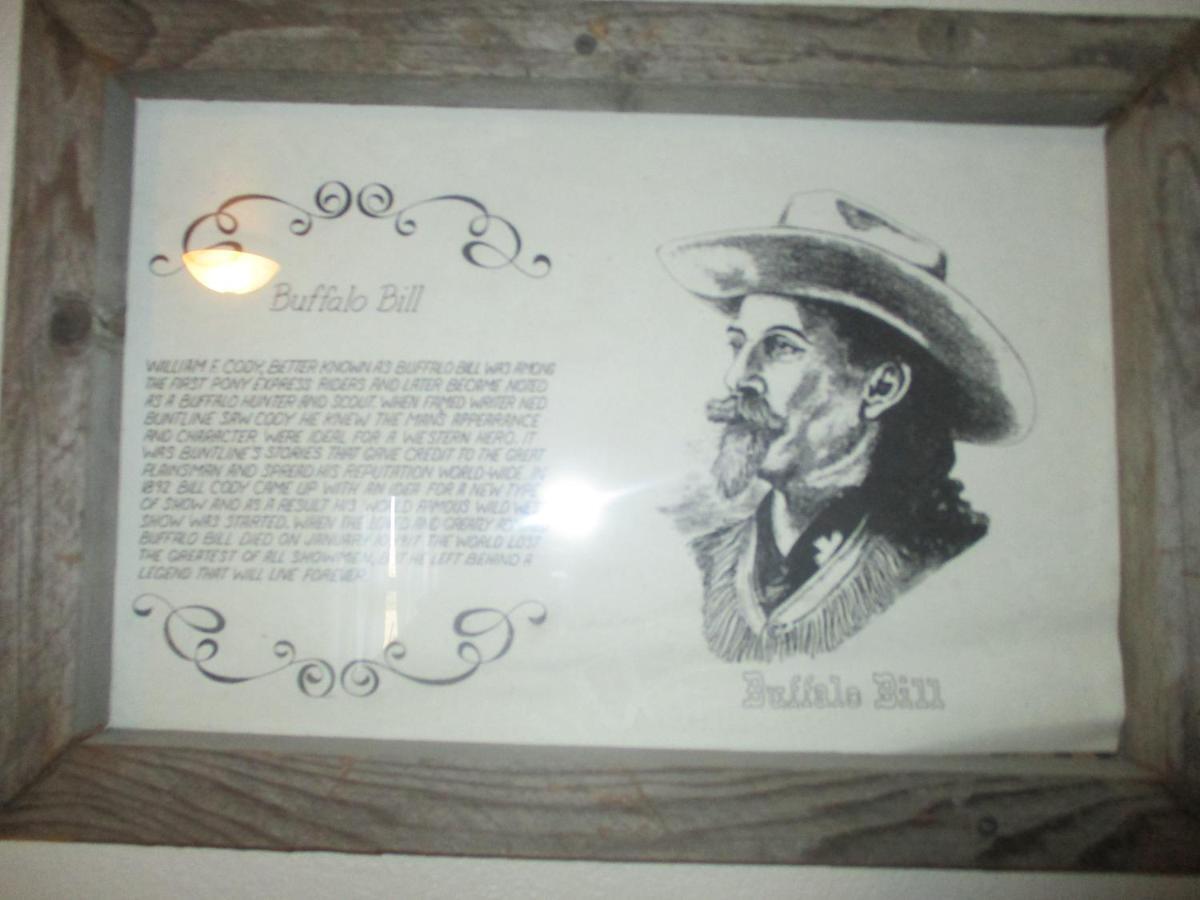 Buffalo Bill
WILLIAM F. CODY, BETTER KNOWN AS BUFFALO BILL WAS AMONG
THE FIRST PONY EXPRESS RIDERS AND LATER BECAME NOTED
AS A BUFFALO HUNTER AND SCOUT. WHEN FAMED WRITER NED
BUNTLINE SAW CODY HE KNEW THE MAN'S APPEARANCE
AND CHARACTER WERE IDEAL FOR A WESTERN HERO. IT
WAS BUNTLINE'S STORIES THAT GAVE CREDIT TO THE GREAT
PLAINSMAN AND SPREAD HIS REPUTATION WORLD-WIDE. IN
1892 BILL CODY CAME UP WITH AN IDEA FOR A NEW TYPE
OF SHOW AND AS A RESULT HIS WORLD FAMOUS WILD WEST
SHOW WAS STARTED. WHEN THE AND
BUFFALO BILL DIED ON JANUARY THE WORLD LOST
THE GREATEST OF ALL SHOWMEN, BUT HE LEFT BEHIND A
LEGEND THAT WILL LIVE FOREVER
Buffalo Bill